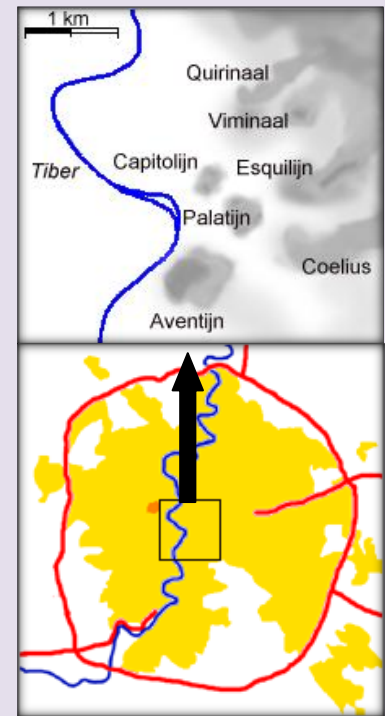 1 km
Quirinaal
Viminaal
Capitolijn
Esquilijn
Tiber
Palatijn
Coelius
Aventijn